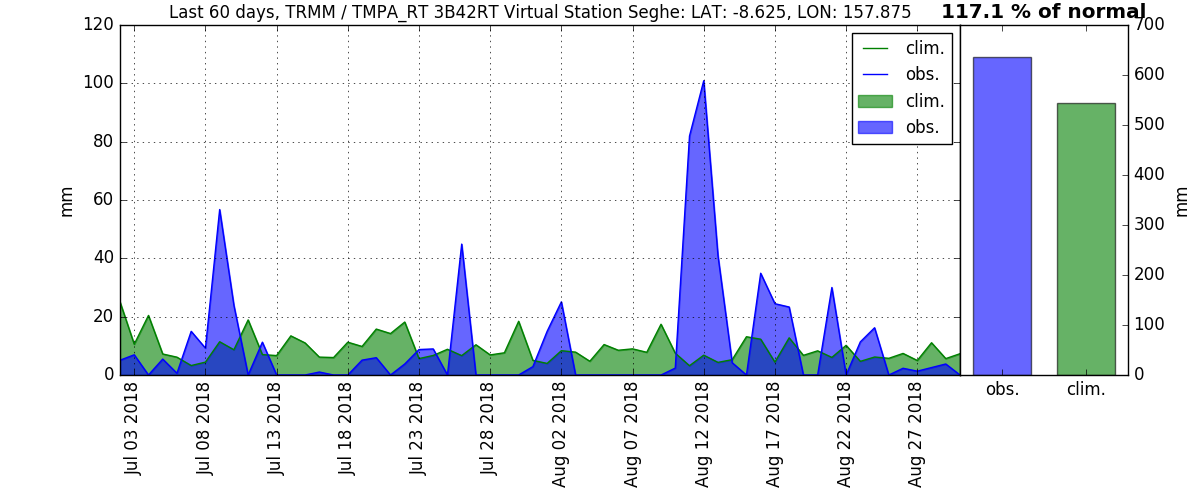 Last 60 days, TRMM / TMPA_RT 3B42RT Virtual Station Seghe: LAT: -8.625, LON: 157.875
117.1 % of normal
120
100
80
60
40
20
0
mm
clim.
obs.
clim.
obs.
700
600
500
400
300
200
100
0
mm
Jul 03 2018
Jul 08 2018
Jul 13 2018
Jul 18 2018
Jul 23 2018
Jul 28 2018
Aug 02 2018
Aug 07 2018
Aug 12 2018
Aug 17 2018
Aug 22 2018
Aug 27 2018
obs.
clim.